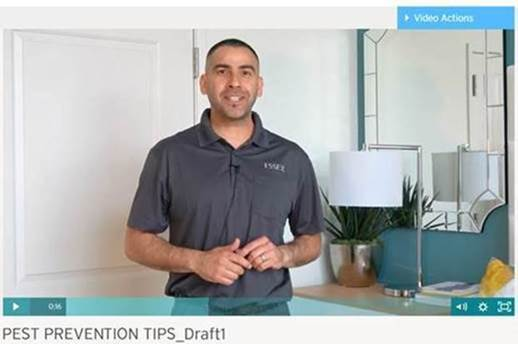 Video Actions
ESSEX
0:16
PEST PREVENTION TIPS_Draft1